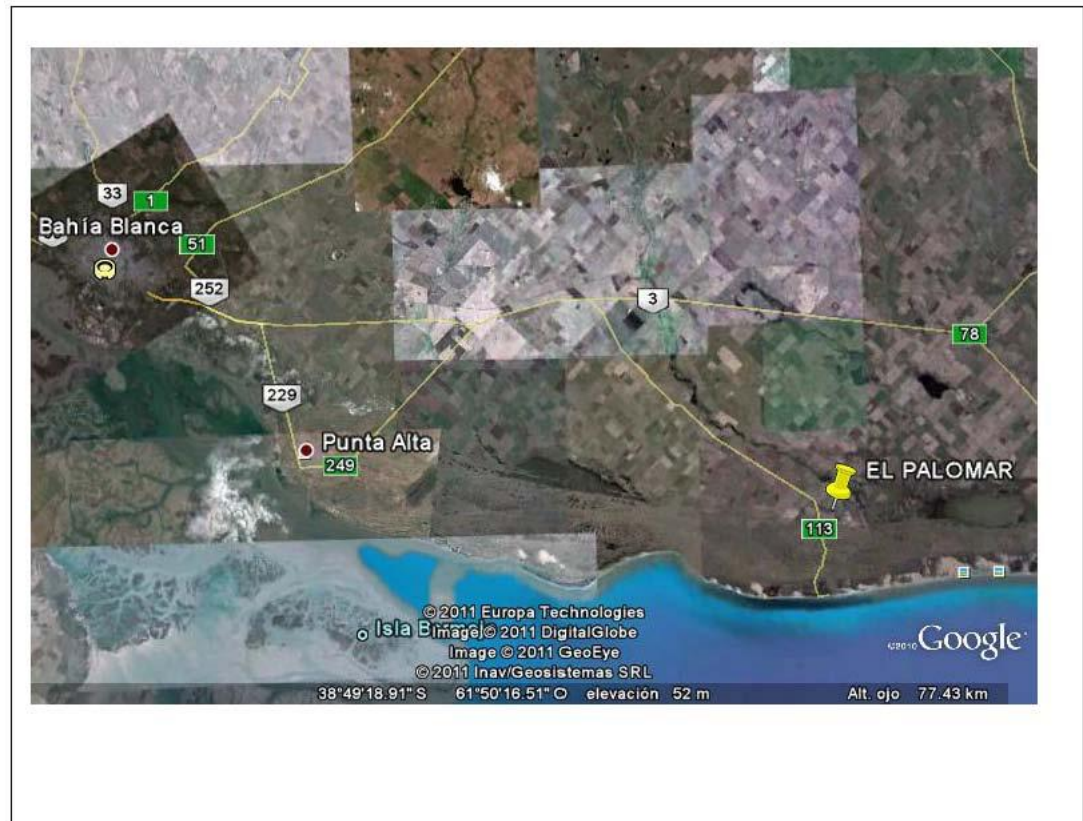 33
1
Bahía Blanca
51
252
3
78
229
Punta Alta
249
EL PALOMAR
113
© 2011 Europa Technologies
Isla
Image © 2011 DigitalGlobe
Image © 2011 GeoEye
© 2011 Inav/Geosistemas SRL
©2010 Google
38°49'18.91" S 61°50'16.51" O elevación 52 m Alt. ojo 77.43 km